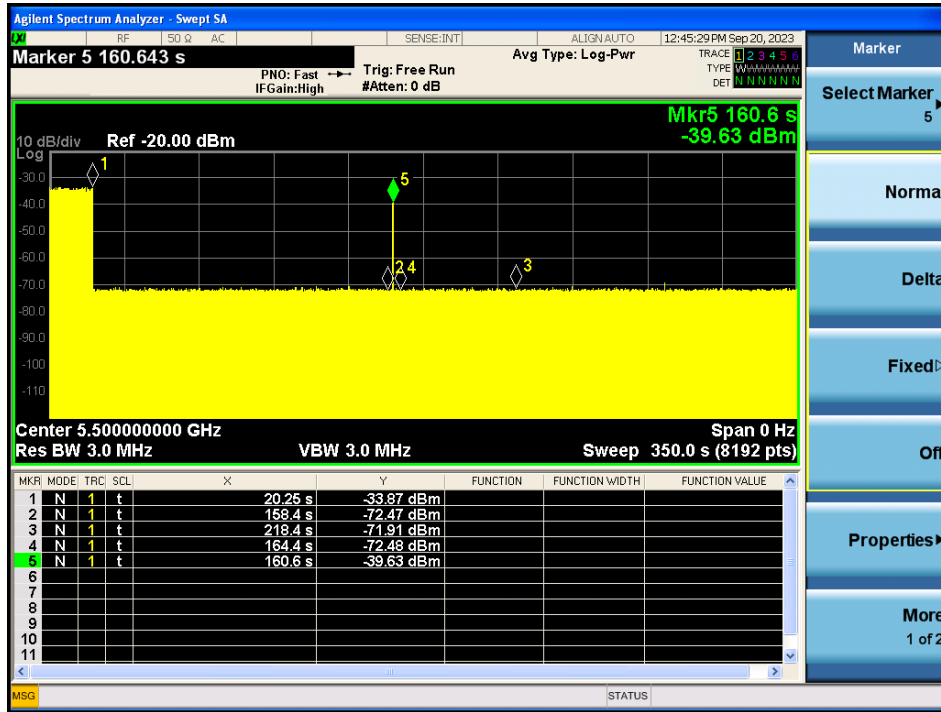 Agilent Spectrum Analyzer - Swept SA
LXI RF 50 Ω AC SENSE:INT ALIGN AUTO 12:45:29 PM Sep 20, 2023
Marker 5 160.643 s
PNO: Fast Trig: Free Run Avg Type: Log-Pwr TRACE 1 2 3 4 5 6
IFGain:High #Atten: 0 dB TYPE WWWWWW
DET N N N N N N
Mkr5 160.6 s
10 dB/div Ref -20.00 dBm -39.63 dBm
Log
1
-30.0
5
-40.0
-50.0
-60.0
2 4 3
-70.0
-80.0
-90.0
-100
-110
Center 5.500000000 GHz Span 0 Hz
Res BW 3.0 MHz VBW 3.0 MHz Sweep 350.0 s (8192 pts)
MKR MODE TRC SCL X Y FUNCTION FUNCTION WIDTH FUNCTION VALUE
1 N 1 t 20.25 s -33.87 dBm
2 N 1 t 158.4 s -72.47 dBm
3 N 1 t 218.4 s -71.91 dBm
4 N 1 t 164.4 s -72.48 dBm
5 N 1 t 160.6 s -39.63 dBm
6
7
8
9
10
11
MSG STATUS
Marker
Select Marker
5
Norma
Delta
Fixed
Off
Properties
More
1 of 2